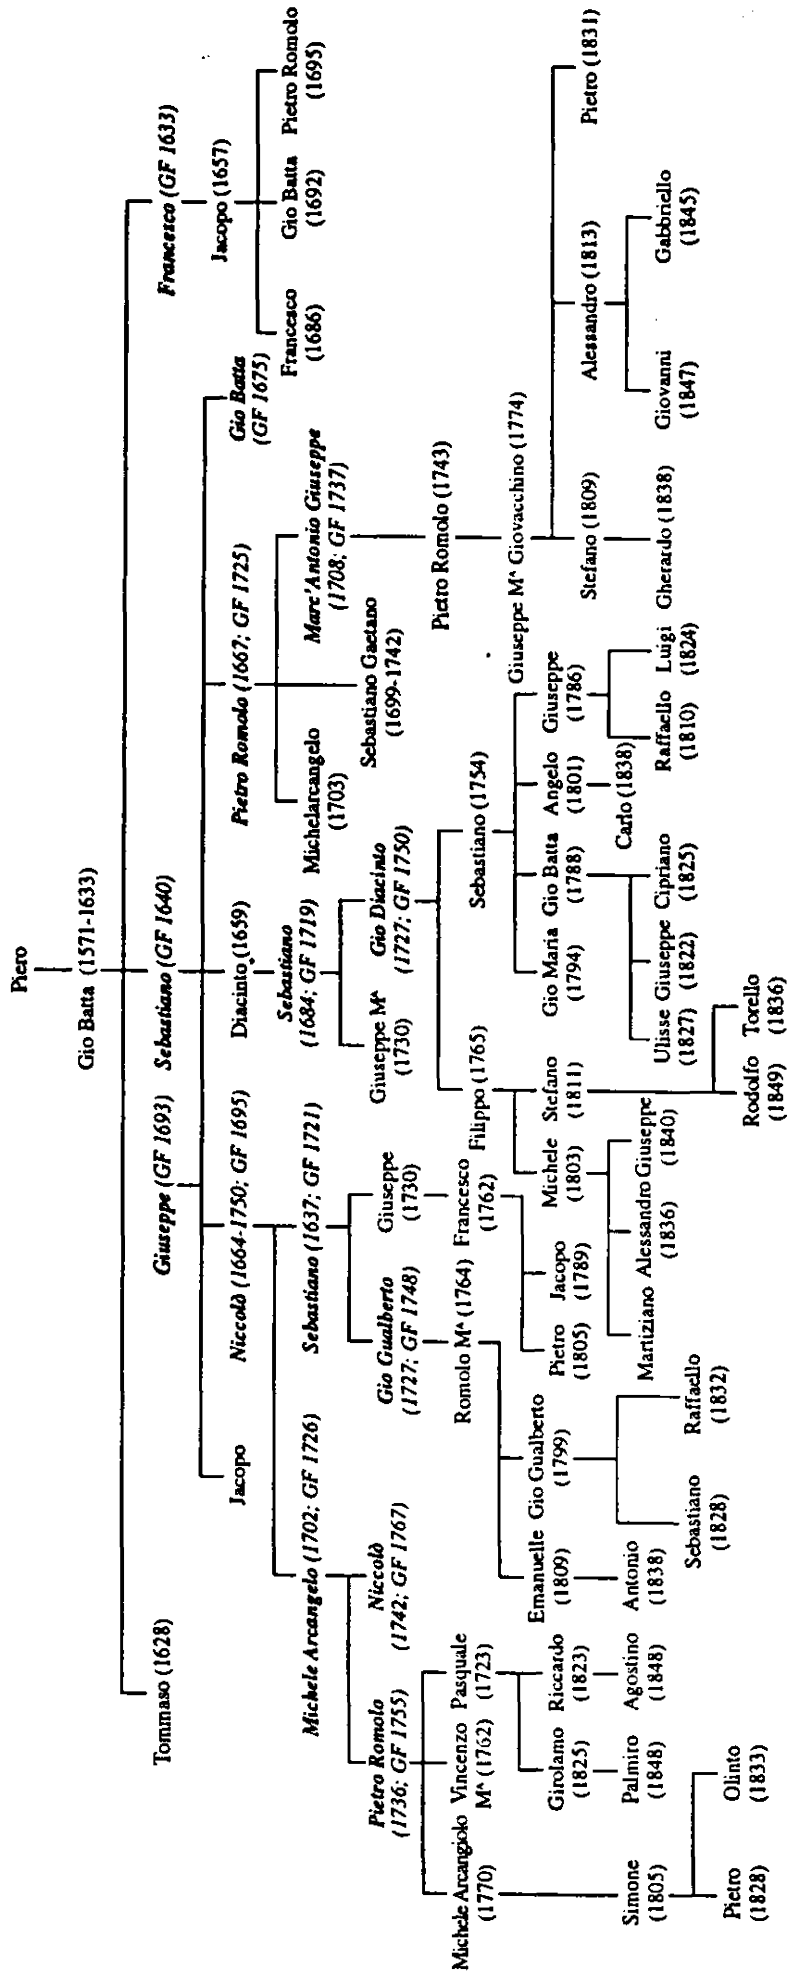 Piero
Gio Batta (1571-1633)
Tommaso (1628)
Giuseppe (GF 1693)
Sebastiano (GF 1640)
Francesco (GF 1633)
Jacopo
Niccolò (1664-1750; GF 1695)
Diacinto (1659)
Pietro Romolo (1667; GF 1725)
Gio Batta
(GF 1675)
Jacopo (1657)
Francesco
(1686)
Gio Batta
(1692)
Pietro Romolo
(1695)
Michele Arcangelo (1702; GF 1726)
Sebastiano (1637; GF 1721)
Sebastiano
(1684; GF 1719)
Michelarcangelo
(1703)
Sebastiano Gaetano
(1699-1742)
Marc'Antonio Giuseppe
(1708; GF 1737)
Pietro Romolo
(1736; GF 1755)
Niccolò
(1742; GF 1767)
Gio Gualberto
(1727; GF 1748)
Giuseppe
(1730)
Giuseppe Mª
(1730)
Gio Diacinto
(1727; GF 1750)
Pietro Romolo (1743)
Michele Arcangiolo
(1770)
Vincenzo
Mª (1762)
Pasquale
(1723)
Romolo Mª (1764)
Francesco
(1762)
Filippo (1765)
Sebastiano (1754)
Giuseppe Mª Giovacchino (1774)
Girolamo
(1825)
Riccardo
(1823)
Emanuelle
(1809)
Gio Gualberto
(1799)
Pietro
(1805)
Jacopo
(1789)
Michele
(1803)
Stefano
(1811)
Gio Maria
(1794)
Gio Batta
(1788)
Angelo
(1801)
Giuseppe
(1786)
Stefano (1809)
Alessandro (1813)
Pietro (1831)
Simone
(1805)
Palmiro
(1848)
Agostino
(1848)
Antonio
(1838)
Sebastiano
(1828)
Raffaello
(1832)
Martiziano
Alessandro
(1836)
Giuseppe
(1840)
Ulisse
(1827)
Giuseppe
(1822)
Cipriano
(1825)
Carlo (1838)
Raffaello
(1810)
Luigi
(1824)
Gherardo (1838)
Giovanni
(1847)
Gabbriello
(1845)
Pietro
(1828)
Olinto
(1833)
Rodolfo
(1849)
Torello
(1836)